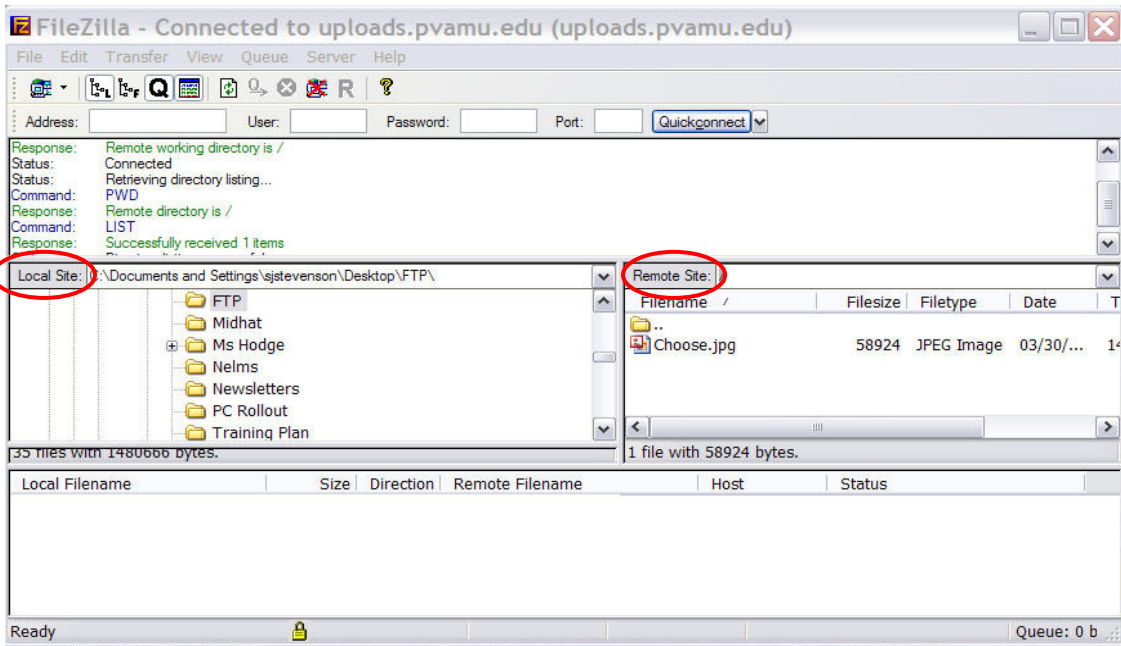 FileZilla - Connected to uploads.pvamu.edu (uploads.pvamu.edu)
File Edit Transfer View Queue Server Help
L F Q R ?
Address: User: Password: Port: Quickconnect
Response: Remote working directory is /
Status: Connected
Status: Retrieving directory listing...
Command: PWD
Response: Remote directory is /
Command: LIST
Response: Successfully received 1 items
Local Site: C:\Documents and Settings\sjstevenson\Desktop\FTP\
FTP
Midhat
Ms Hodge
Nelms
Newsletters
PC Rollout
Training Plan
35 files with 1480666 bytes.
Remote Site: /
Filename / Filesize Filetype Date T
..
Choose.jpg 58924 JPEG Image 03/30/... 14
1 file with 58924 bytes.
Local Filename Size Direction Remote Filename Host Status
Ready Queue: 0 b